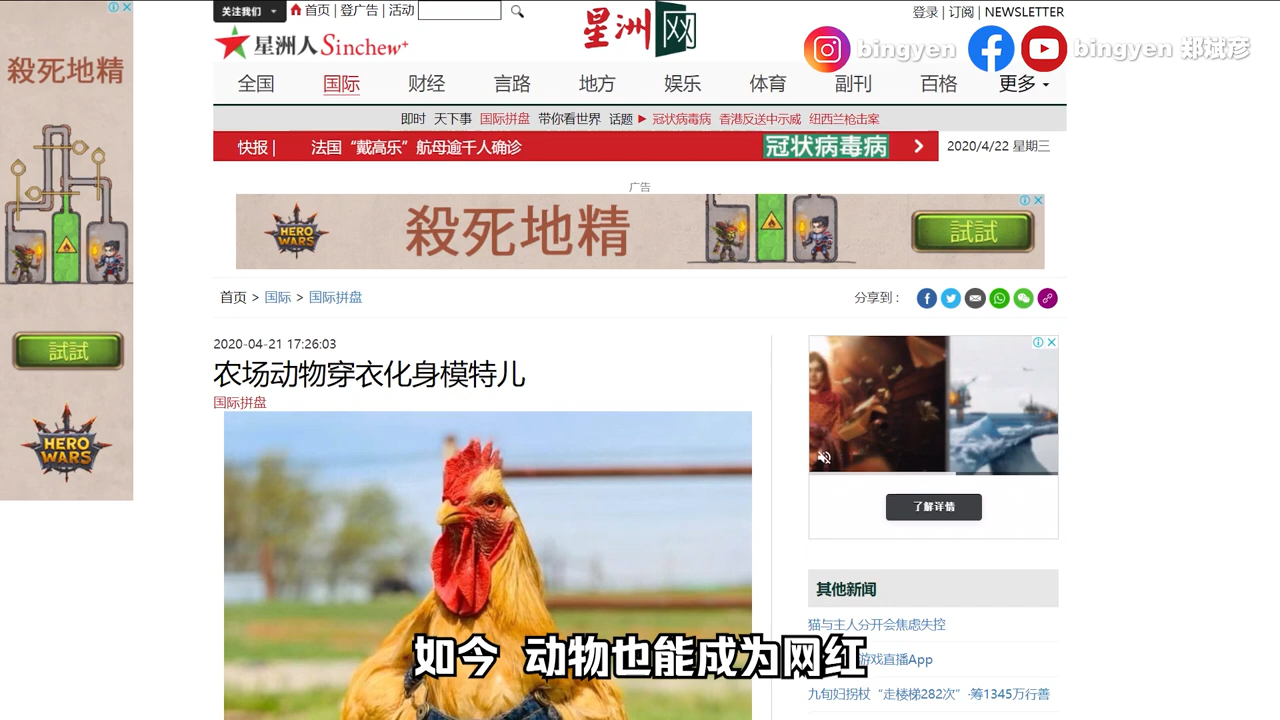 关注我们
首页 | 登广告 | 活动
登录 | 订阅 | NEWSLETTER
殺死地精
試試
HERO WARS
星洲人 Sinchew+
星洲网
bingyen
bingyen 郑斌彦
全国 国际 财经 言路 地方 娱乐 体育 副刊 百格 更多
即时 天下事 国际拼盘 带你看世界 话题 ▶ 冠状病毒病 香港反送中示威 纽西兰枪击案
快报 | 法国“戴高乐”航母逾千人确诊 冠状病毒病 2020/4/22 星期三
广告
HERO WARS 殺死地精 試試
首页 > 国际 > 国际拼盘
分享到：
2020-04-21 17:26:03
农场动物穿衣化身模特儿
国际拼盘
了解详情
其他新闻
猫与主人分开会焦虑失控
游戏直播App
九旬妇拐杖“走楼梯282次”·筹1345万行善
如今 动物也能成为网红